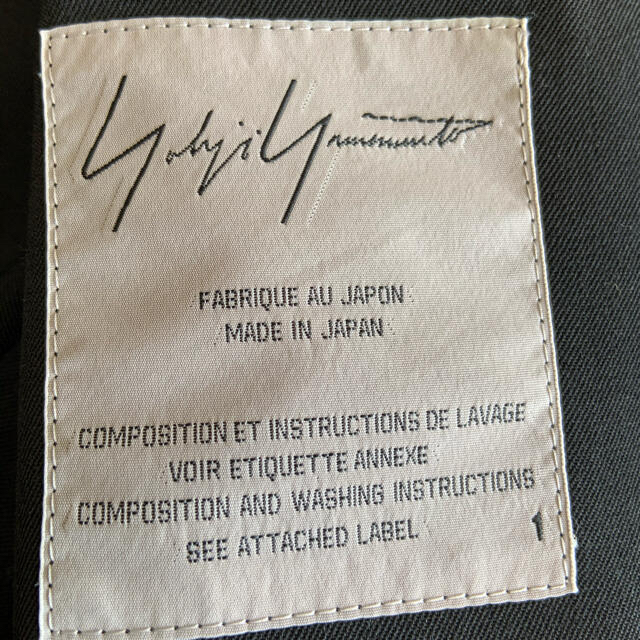 Yohji Yamamoto
FABRIQUE AU JAPON
MADE IN JAPAN
COMPOSITION ET INSTRUCTIONS DE LAVAGE
VOIR ETIQUETTE ANNEXE
COMPOSITION AND WASHING INSTRUCTIONS
SEE ATTACHED LABEL 1